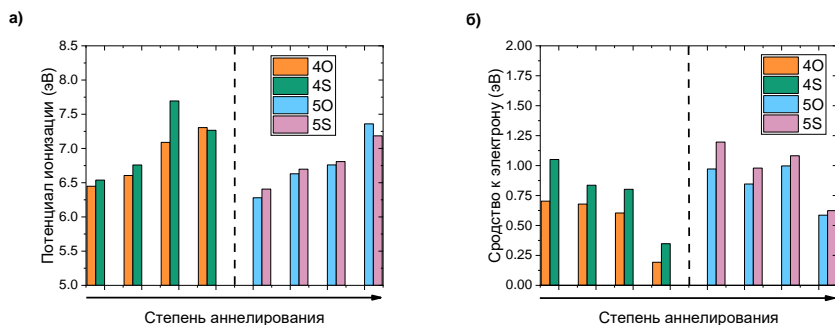 а)
Потенциал ионизации (эВ)
8.5
8.0
7.5
7.0
6.5
6.0
5.5
5.0
4O
4S
5O
5S
Степень аннелирования
б)
Сродство к электрону (эВ)
2.00
1.75
1.50
1.25
1.00
0.75
0.50
0.25
0.00
4O
4S
5O
5S
Степень аннелирования